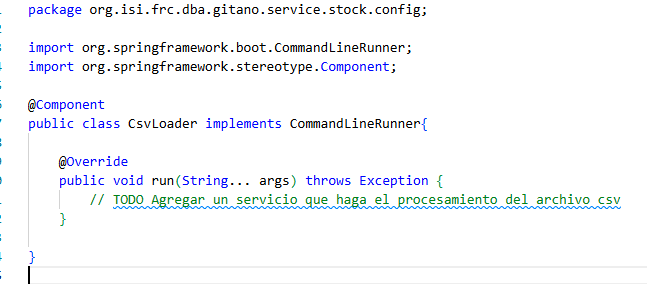 package org.isi.frc.dba.gitano.service.stock.config;
import org.springframework.boot.CommandLineRunner;
import org.springframework.stereotype.Component;
@Component
public class CsvLoader implements CommandLineRunner{
@Override
public void run(String... args) throws Exception {
// TODO Agregar un servicio que haga el procesamiento del archivo csv
}
}